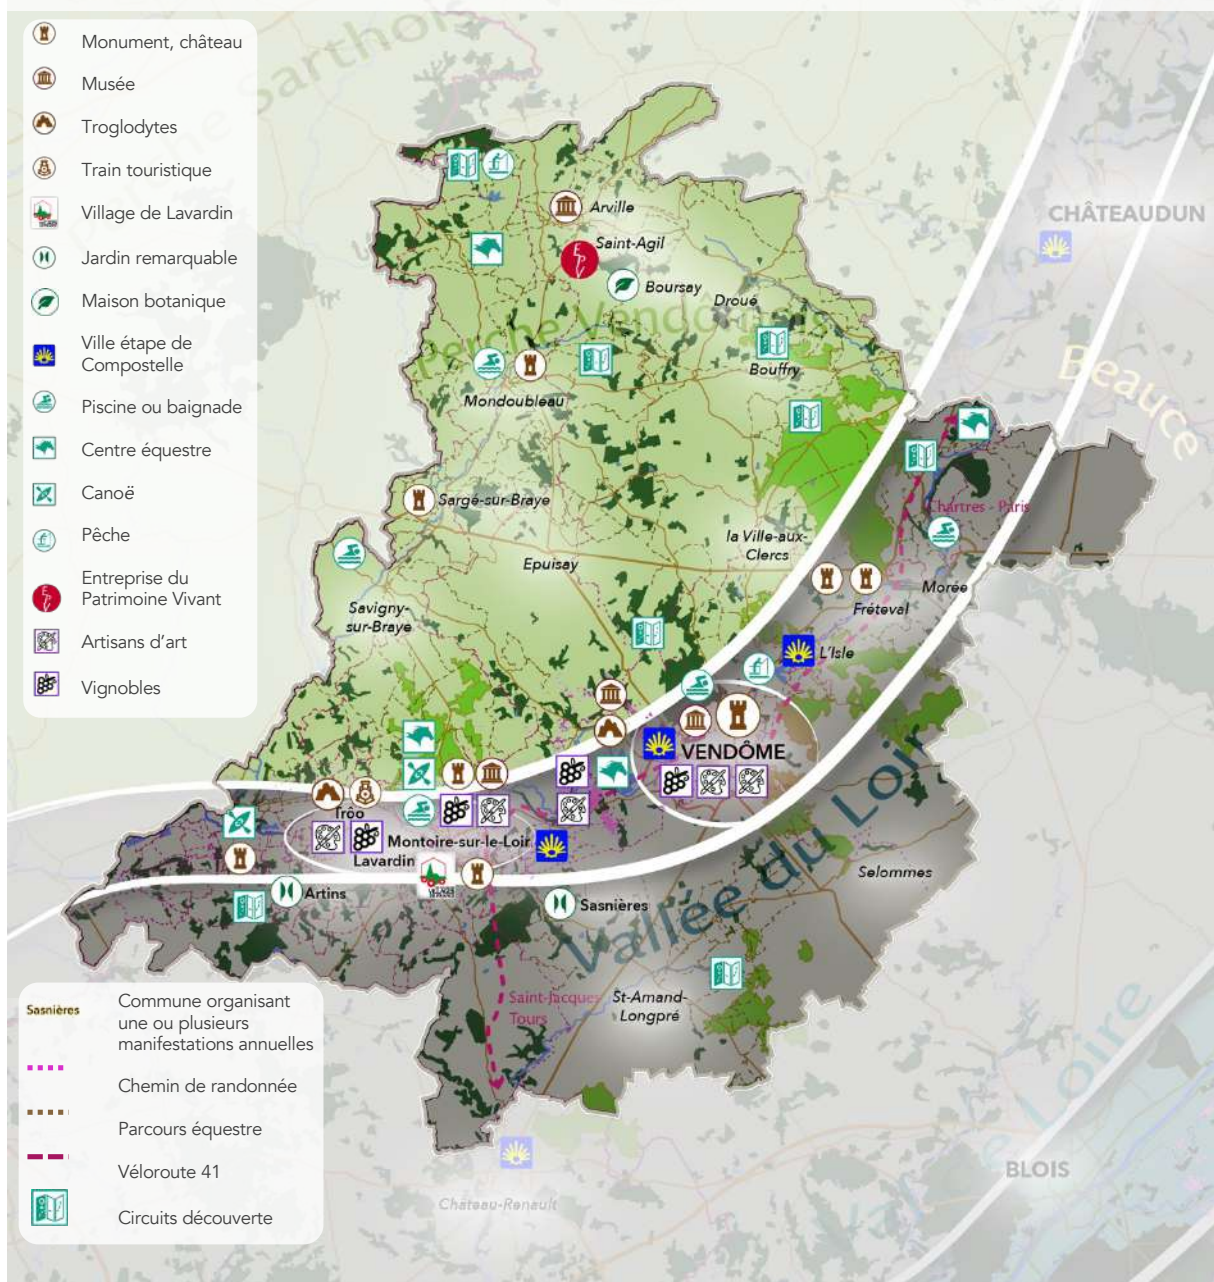 Perche Sarthois
Monument, château
Musée
Troglodytes
Train touristique
Village de Lavardin
Jardin remarquable
Maison botanique
Ville étape de
Compostelle
Piscine ou baignade
Centre équestre
Canoë
Pêche
Entreprise du
Patrimoine Vivant
Artisans d'art
Vignobles
CHÂTEAUDUN
Arville
Saint-Agil
Boursay
Droué
Perche Vendômois
Beauce
Bouffry
Mondoubleau
Sargé-sur-Braye
Chartres - Paris
la Ville-aux-
Clercs
Epuisay
Morée
Fréteval
Savigny-
sur-Braye
L'Isle
VENDÔME
Trôo
Montoire-sur-le-Loir
Lavardin
Selommes
Artins
Sasnières
Vallée du Loir
Saint-Jacques
Tours
St-Amand-
Longpré
BLOIS
Château-Renault
Sasnières
Commune organisant
une ou plusieurs
manifestations annuelles
Chemin de randonnée
Parcours équestre
Véloroute 41
Circuits découverte